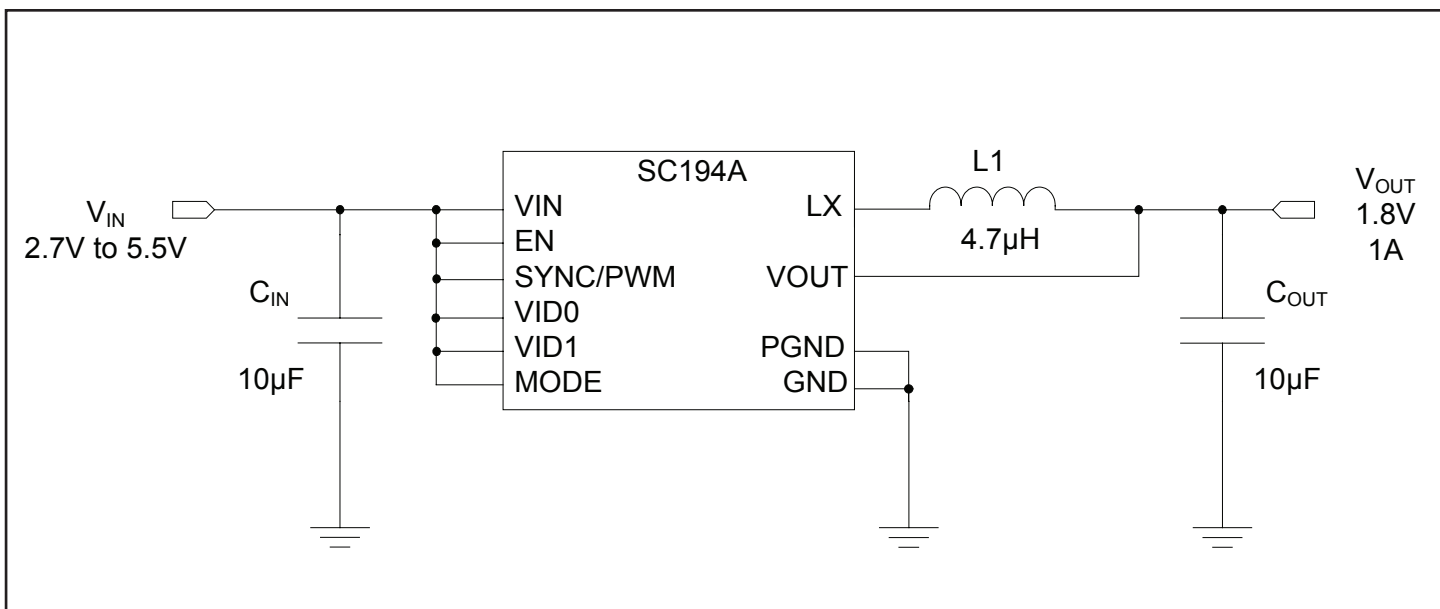 SC194A
V_IN
2.7V to 5.5V
C_IN
10µF
VIN
EN
SYNC/PWM
VID0
VID1
MODE
LX
VOUT
PGND
GND
L1
4.7µH
V_OUT
1.8V
1A
C_OUT
10µF